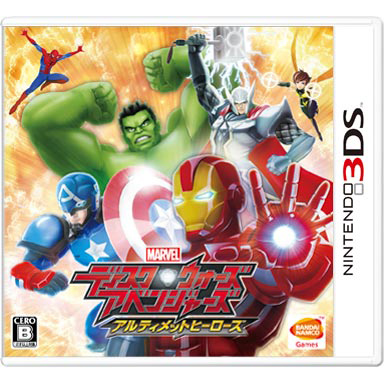 NINTENDO 3DS
MARVEL
ディスク・ウォーズ
アベンジャーズ
アルティメットヒーローズ
CERO
B
BANDAI
NAMCO
Games